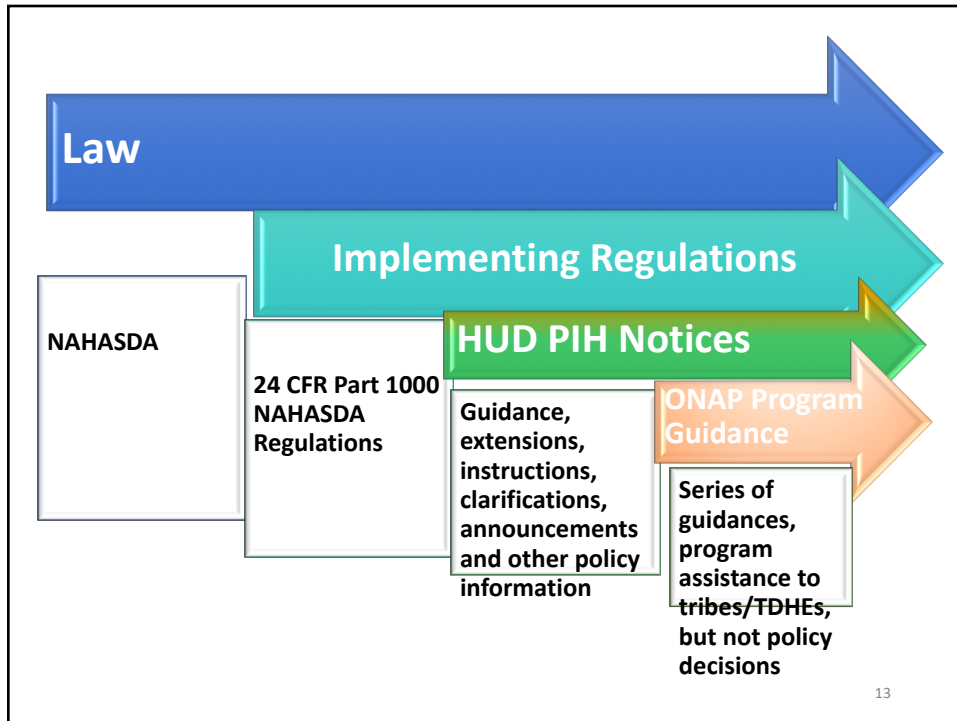 Law
Implementing Regulations
HUD PIH Notices
ONAP Program
Guidance
NAHASDA
24 CFR Part 1000
NAHASDA
Regulations
Guidance,
extensions,
instructions,
clarifications,
announcements
and other policy
information
Series of
guidances,
program
assistance to
tribes/TDHEs,
but not policy
decisions
13